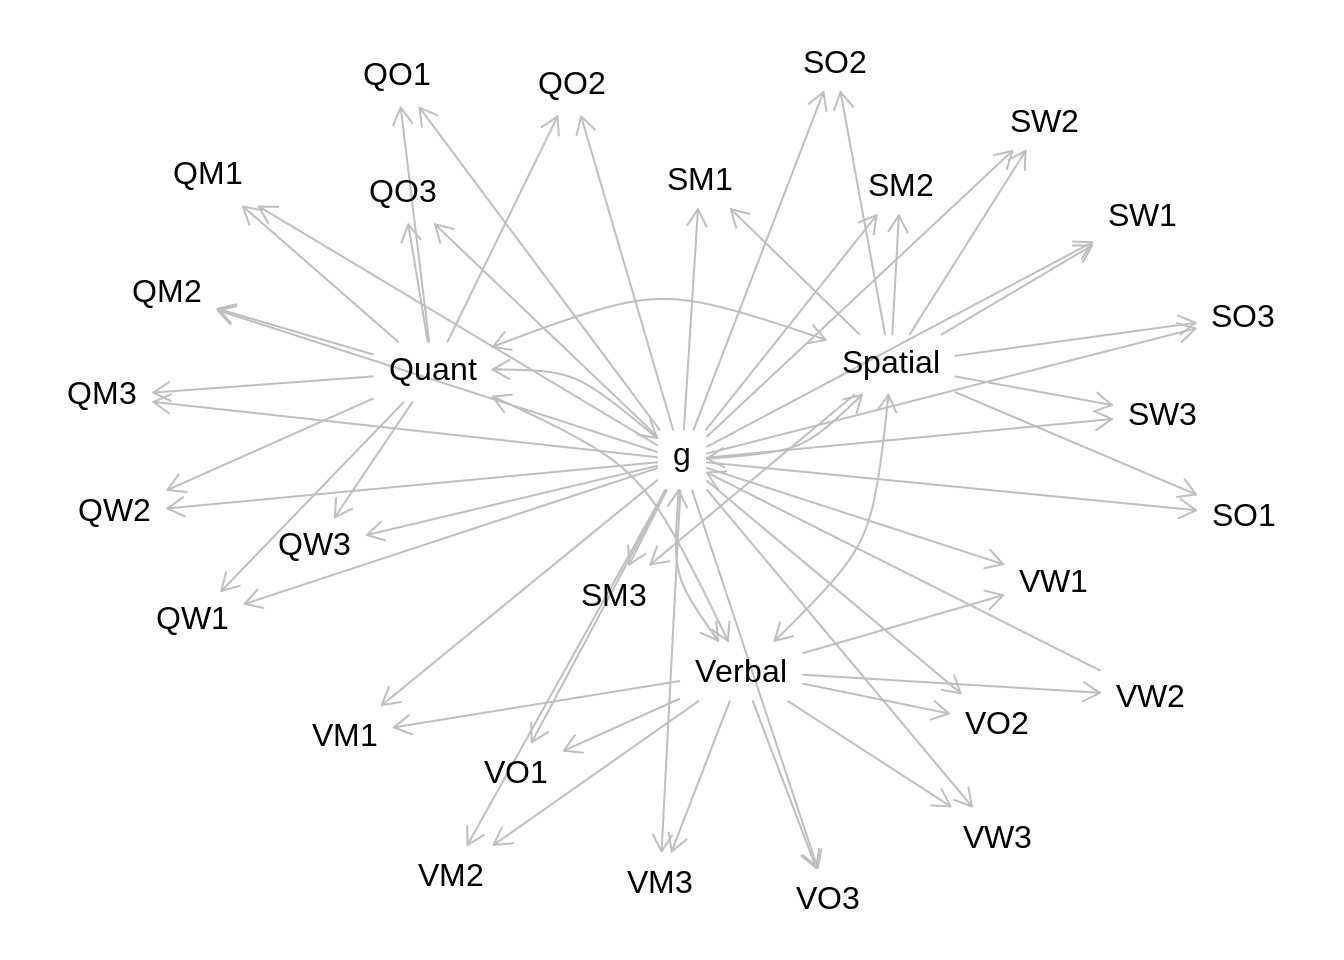 SO2
QO1
QO2
SW2
QM1
SM1
SM2
QO3
SW1
QM2
SO3
Spatial
Quant
QM3
SW3
g
QW2
SO1
QW3
VW1
SM3
QW1
Verbal
VW2
VO2
VM1
VO1
VW3
VM2
VM3
VO3